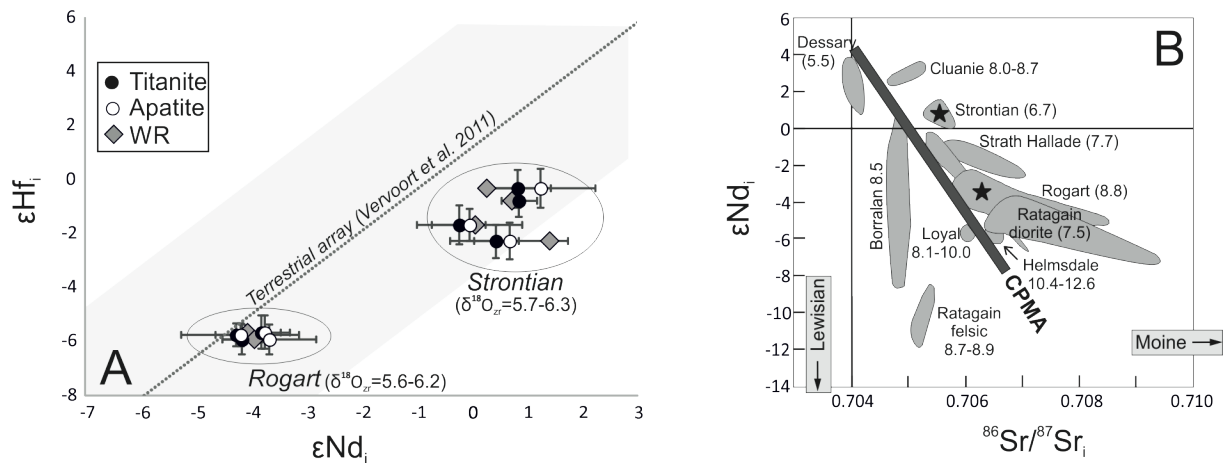 6
4
2
0
-2
-4
-6
-8
εHfᵢ
Titanite
Apatite
WR
Terrestrial array (Vervoort et al. 2011)
Strontian
(δ¹⁸O_zr=5.7-6.3)
Rogart (δ¹⁸O_zr=5.6-6.2)
A
-7
-6
-5
-4
-3
-2
-1
0
1
2
3
εNdᵢ
B
6
4
2
0
-2
-4
-6
-8
-10
-12
-14
εNdᵢ
Dessary
(5.5)
Cluanie 8.0-8.7
Strontian (6.7)
Strath Hallade (7.7)
Rogart (8.8)
Ratagain
diorite (7.5)
Borralan 8.5
Loyal
8.1-10.0
Helmsdale
10.4-12.6
CPMA
Ratagain
felsic
8.7-8.9
Lewisian
Moine
0.704
0.706
0.708
0.710
⁸⁶Sr/⁸⁷Srᵢ